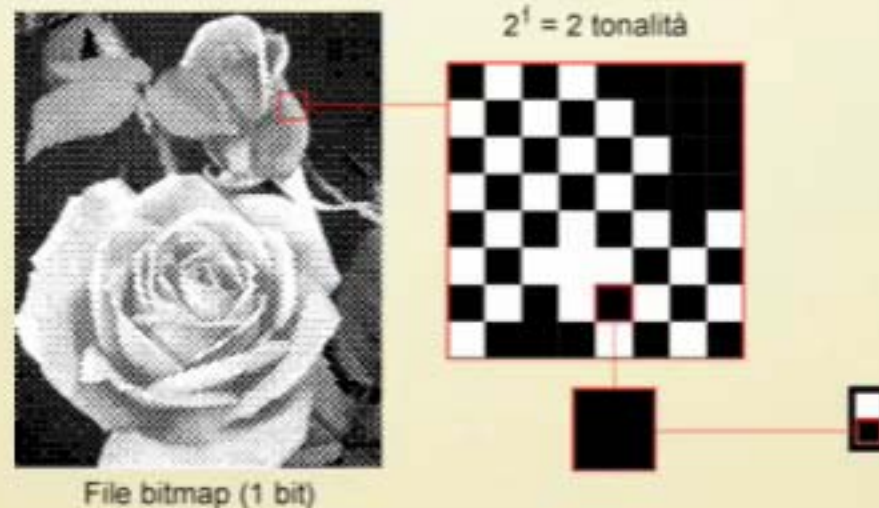 2¹ = 2 tonalità
File bitmap (1 bit)